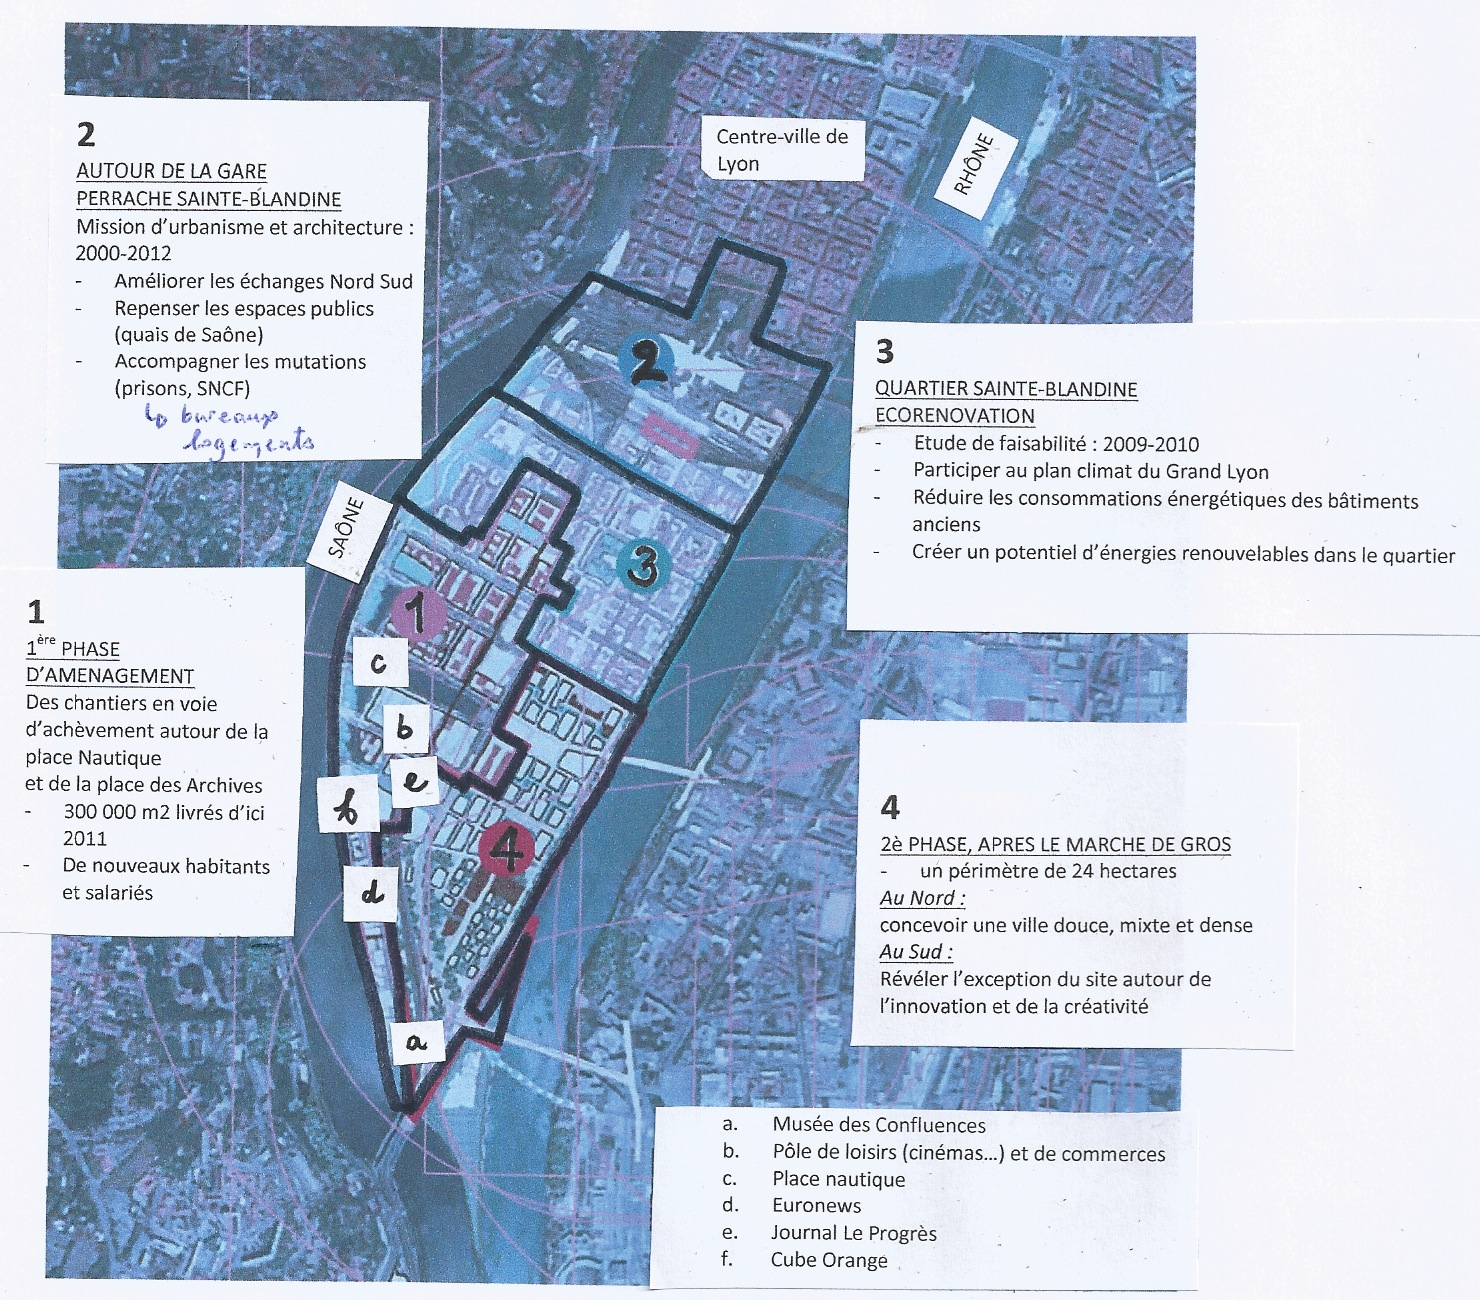 2
AUTOUR DE LA GARE
PERRACHE SAINTE-BLANDINE
Mission d'urbanisme et architecture :
2000-2012
- Améliorer les échanges Nord Sud
- Repenser les espaces publics
(quais de Saône)
- Accompagner les mutations
(prisons, SNCF)
↳ bureaux
logements
Centre-ville de
Lyon
RHÔNE
3
QUARTIER SAINTE-BLANDINE
ECORENOVATION
- Etude de faisabilité : 2009-2010
- Participer au plan climat du Grand Lyon
- Réduire les consommations énergétiques des bâtiments
anciens
- Créer un potentiel d'énergies renouvelables dans le quartier
SAÔNE
1
1ère PHASE
D'AMENAGEMENT
Des chantiers en voie
d'achèvement autour de la
place Nautique
et de la place des Archives
- 300 000 m2 livrés d'ici
2011
- De nouveaux habitants
et salariés
2
3
1
c
b
e
f
4
d
a
4
2è PHASE, APRES LE MARCHE DE GROS
- un périmètre de 24 hectares
Au Nord :
concevoir une ville douce, mixte et dense
Au Sud :
Révéler l'exception du site autour de
l'innovation et de la créativité
a. Musée des Confluences
b. Pôle de loisirs (cinémas...) et de commerces
c. Place nautique
d. Euronews
e. Journal Le Progrès
f. Cube Orange